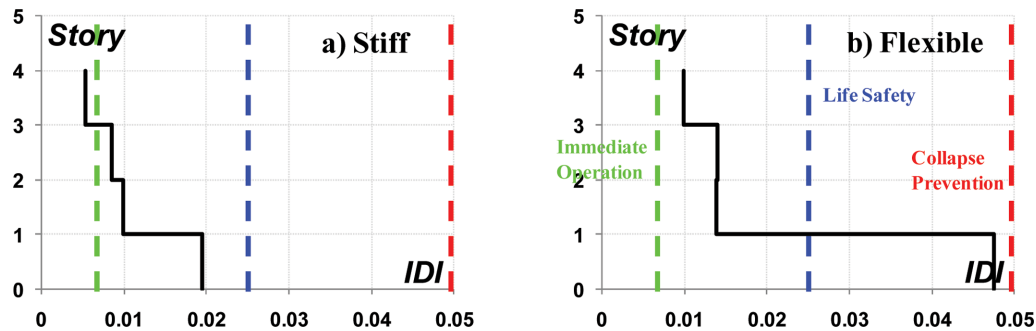 5
Story
a) Stiff
4
3
2
1
IDI
0
0 0.01 0.02 0.03 0.04 0.05
5
Story
b) Flexible
4
Life Safety
3
Immediate
Operation
Collapse
Prevention
2
1
IDI
0
0 0.01 0.02 0.03 0.04 0.05